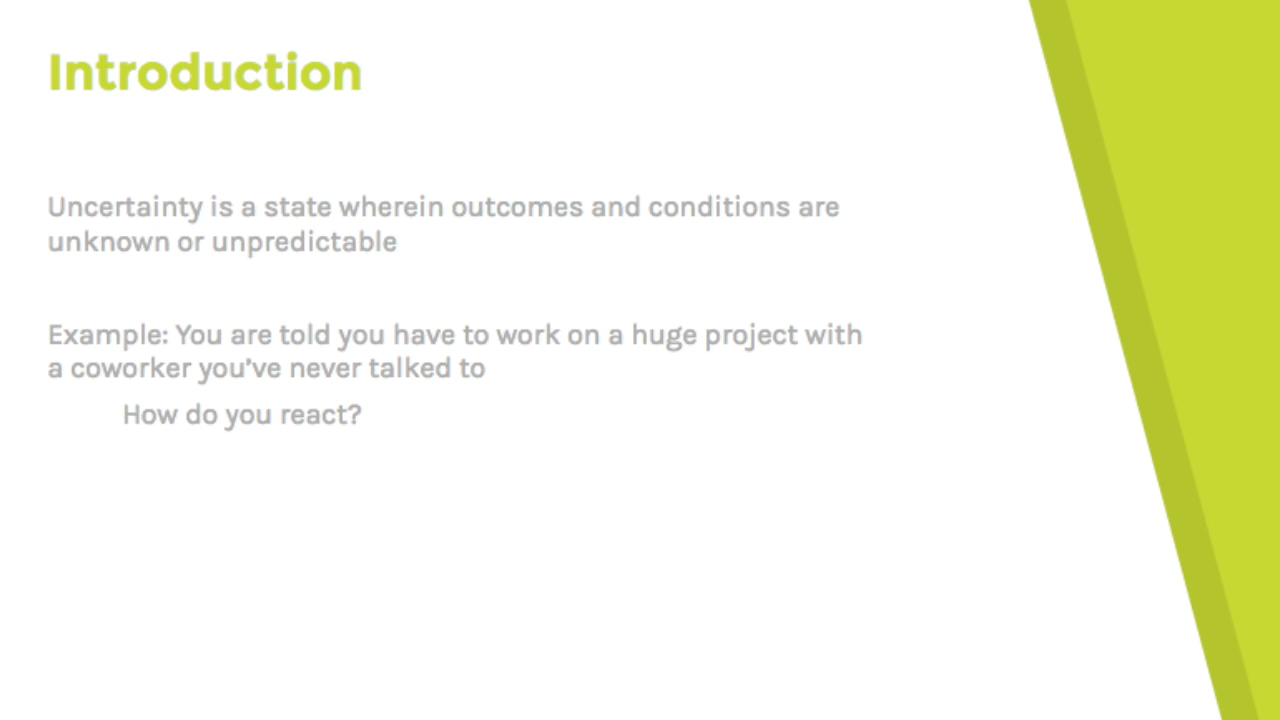 Introduction
Uncertainty is a state wherein outcomes and conditions are
unknown or unpredictable
Example: You are told you have to work on a huge project with
a coworker you’ve never talked to
How do you react?